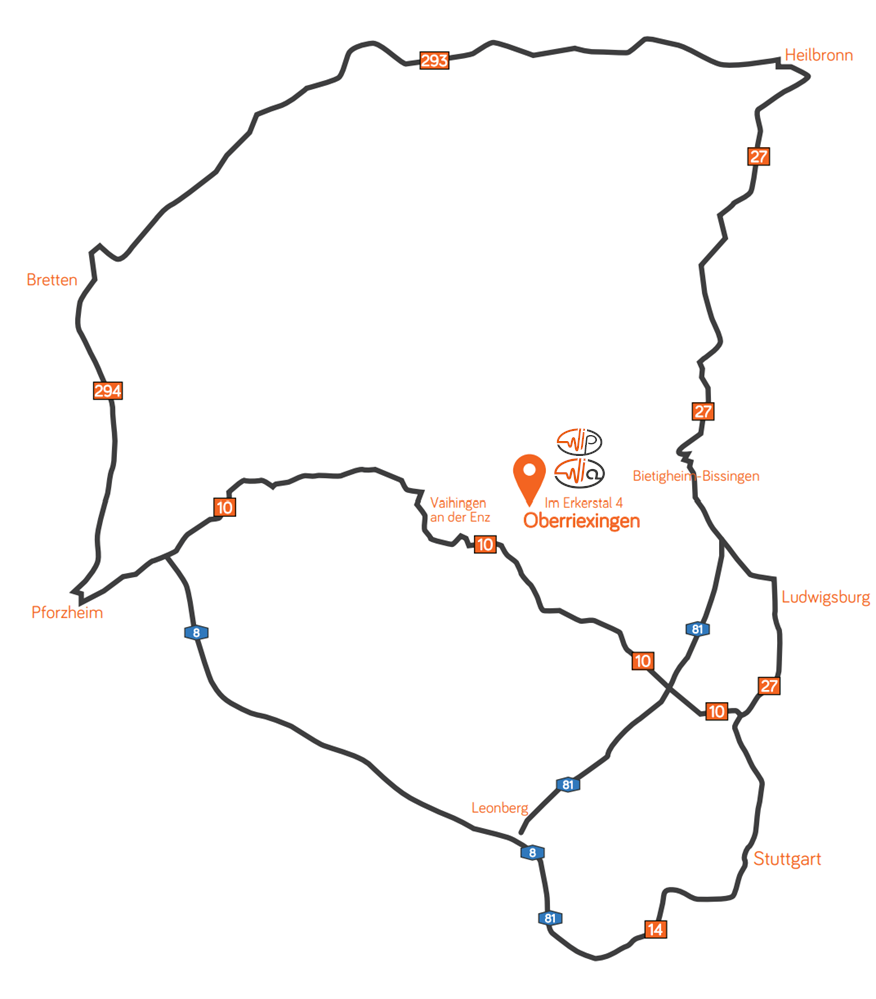 Heilbronn
293
27
Bretten
294
27
Bietigheim-Bissingen
Vaihingen
an der Enz
Im Erkerstal 4
Oberriexingen
10
10
Pforzheim
8
81
Ludwigsburg
10
27
10
81
Leonberg
8
Stuttgart
81
14